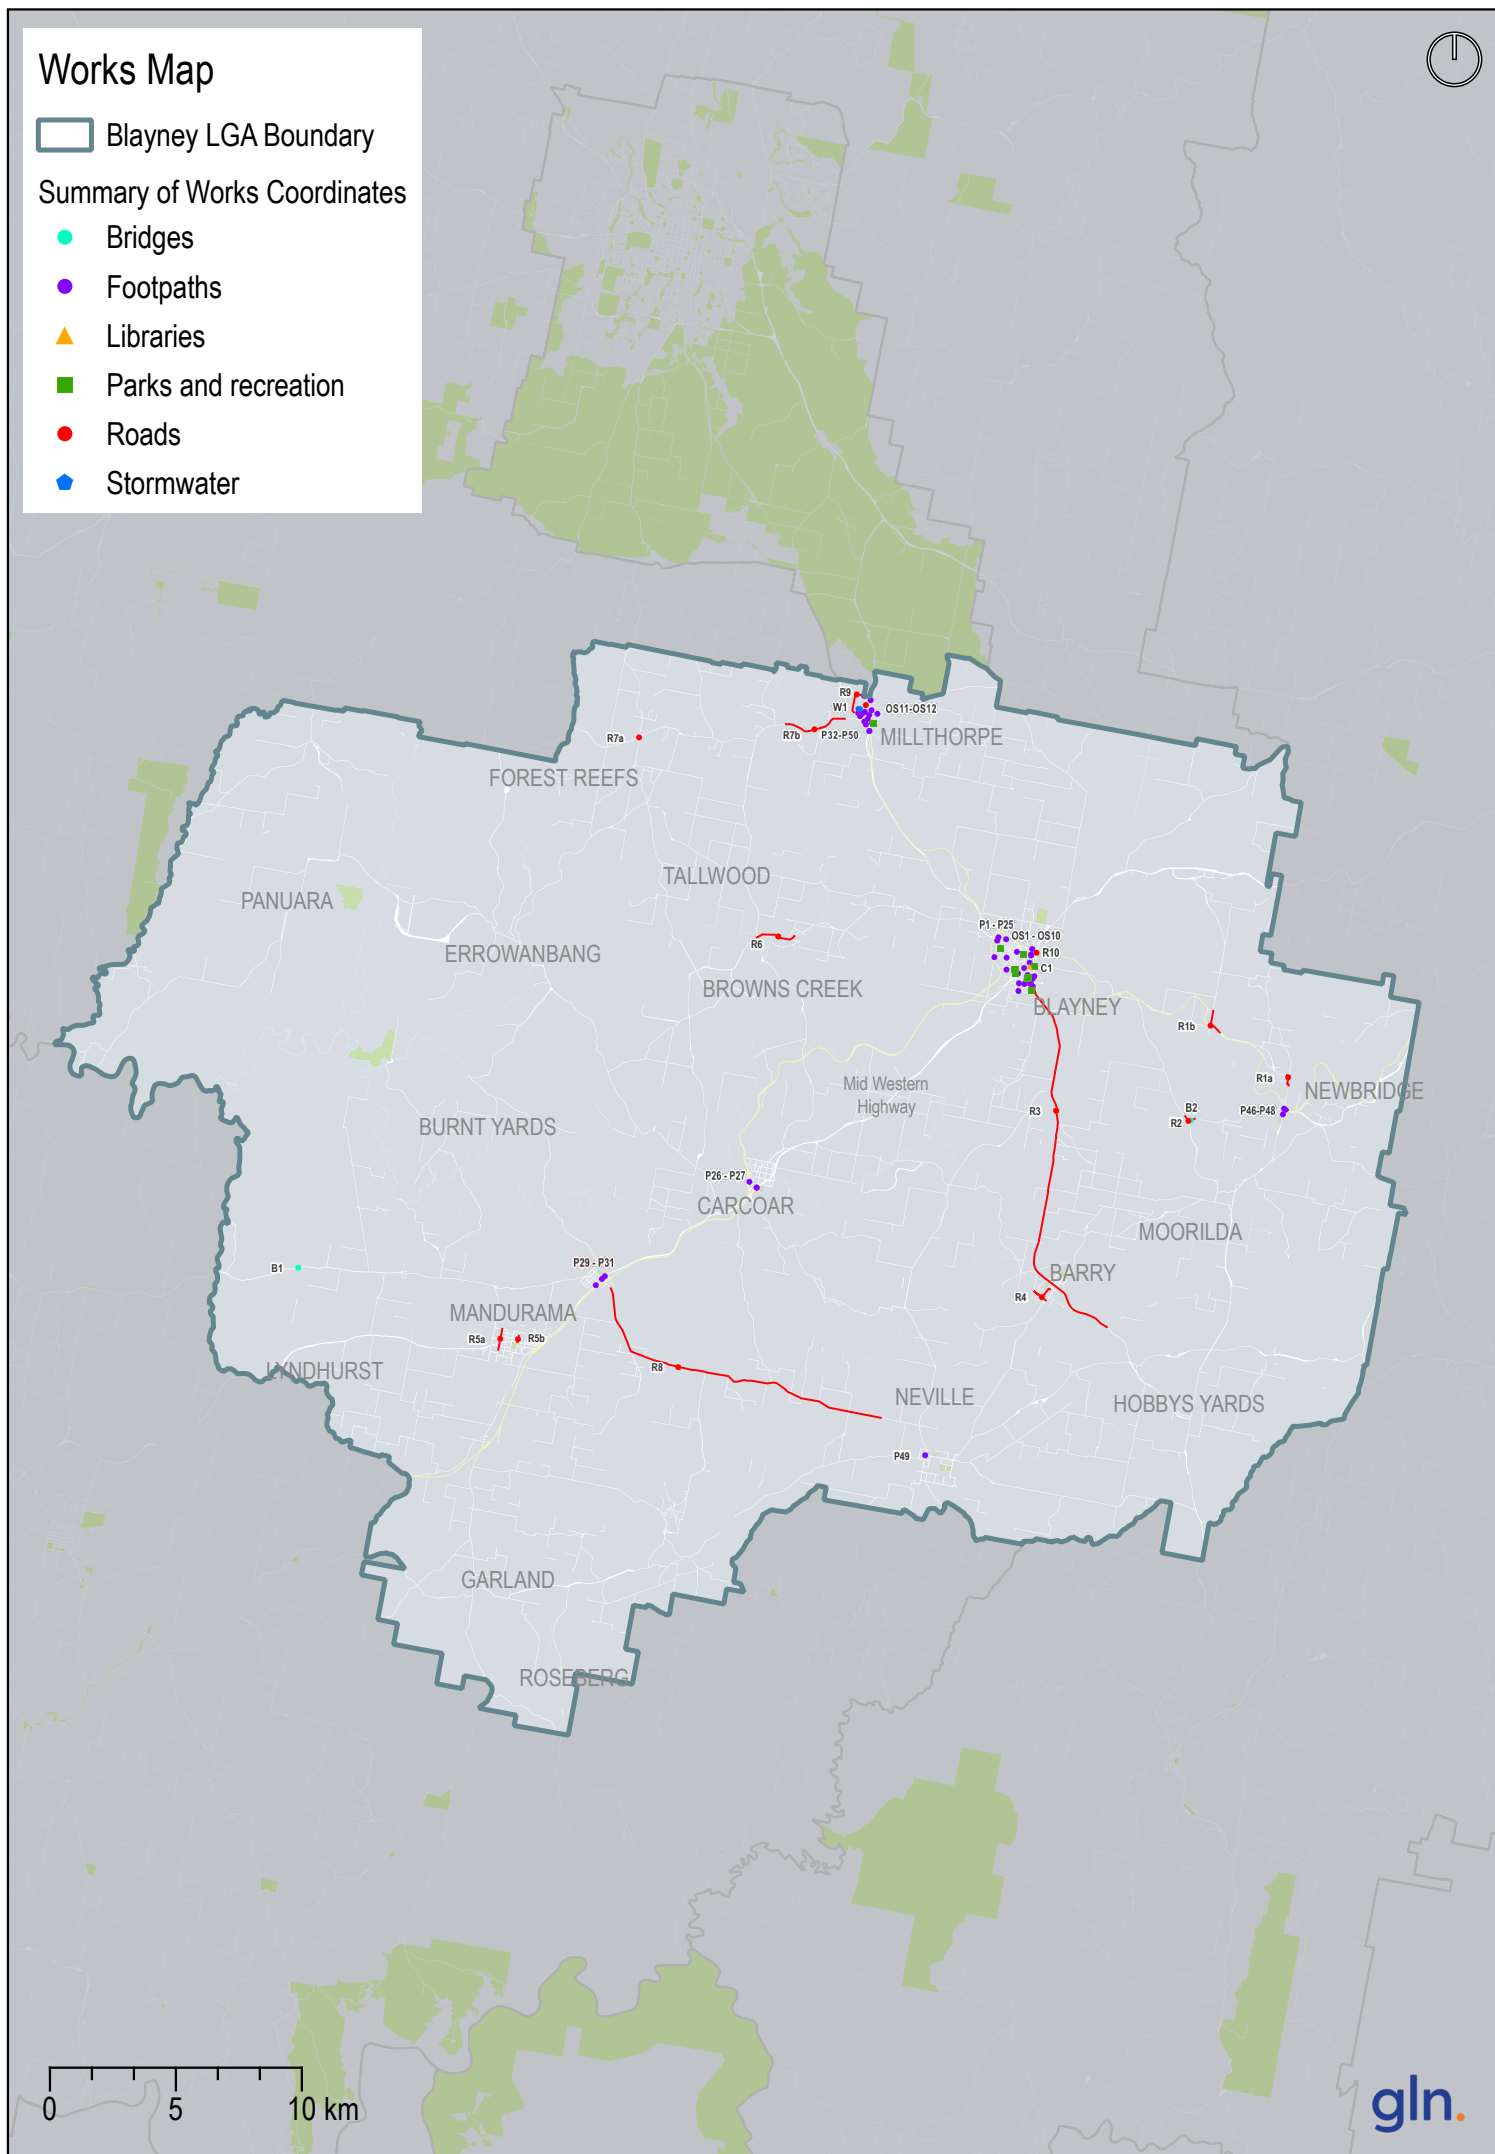 Works Map
Blayney LGA Boundary
Summary of Works Coordinates
Bridges
Footpaths
Libraries
Parks and recreation
Roads
Stormwater
R9
W1
OS11-OS12
R7a
R7b
P32-P50
MILLTHORPE
FOREST REEFS
TALLWOOD
PANUARA
P1 - P25
OS1 - OS10
R6
R10
ERROWANBANG
C1
BROWNS CREEK
BLAYNEY
R1b
Mid Western
Highway
R1a
NEWBRIDGE
R3
B2
P46-P48
R2
BURNT YARDS
P26 - P27
CARCOAR
MOORILDA
B1
P29 - P31
BARRY
R4
MANDURAMA
R5a
R5b
R8
LYNDHURST
NEVILLE
HOBBYS YARDS
P49
GARLAND
ROSEBERG
0
5
10 km
gln.